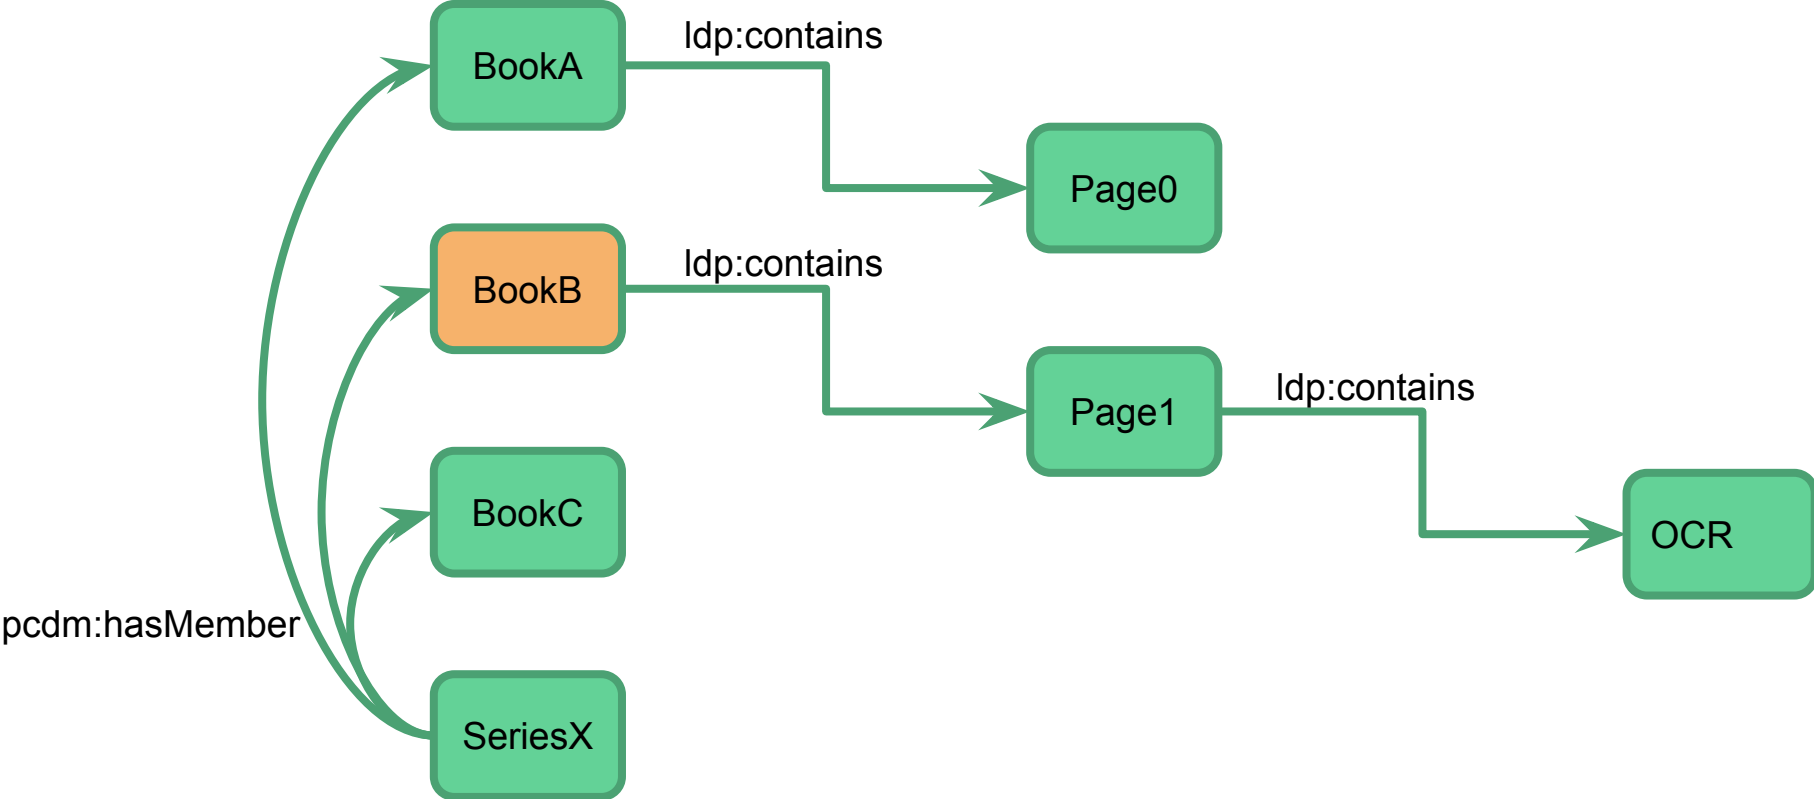 BookA
ldp:contains
Page0
BookB
ldp:contains
Page1
ldp:contains
BookC
OCR
pcdm:hasMember
SeriesX